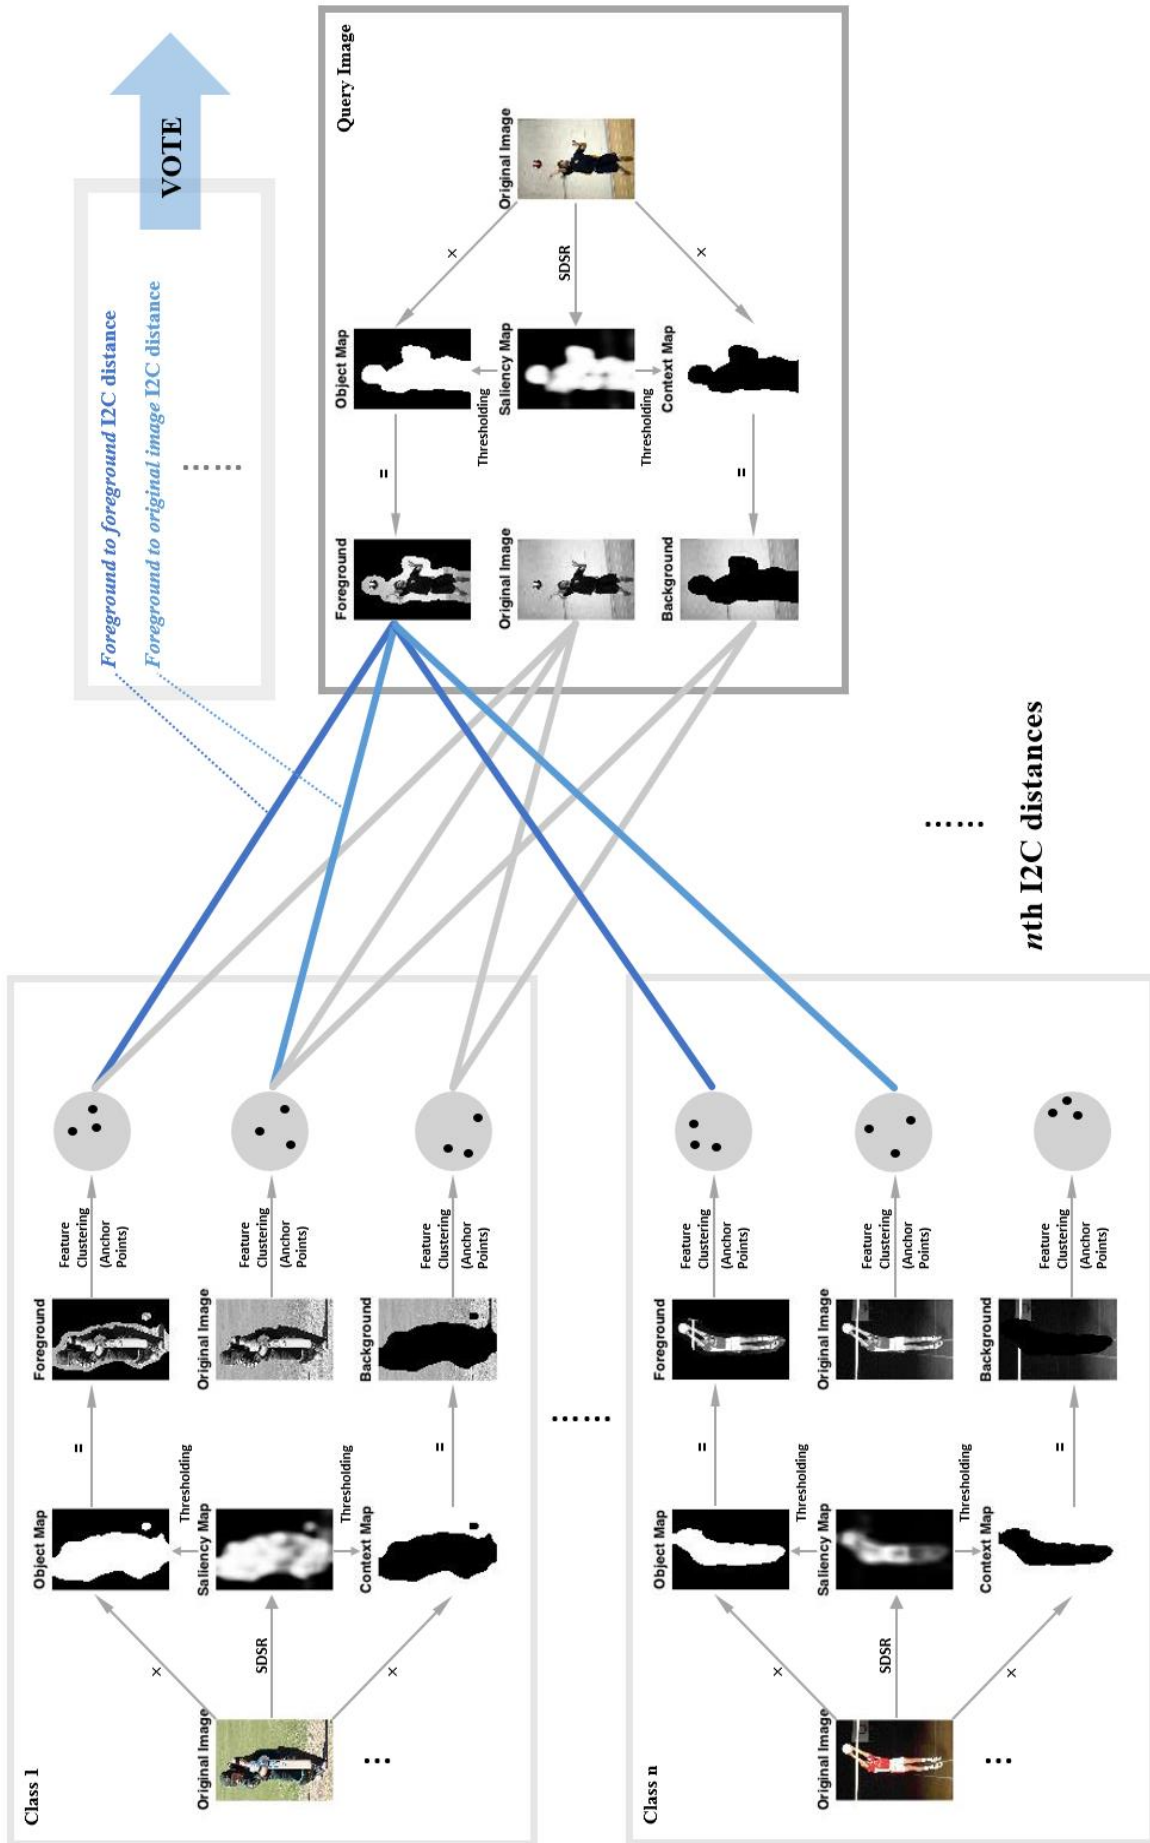 Class 1
Original Image
×
SDSR
×
Object Map
Thresholding
Saliency Map
Thresholding
Context Map
=
=
Foreground
Original Image
Background
Feature
Clustering
(Anchor
Points)
Feature
Clustering
(Anchor
Points)
Feature
Clustering
(Anchor
Points)
...
......
Class n
Original Image
×
SDSR
×
Object Map
Thresholding
Saliency Map
Thresholding
Context Map
=
=
Foreground
Original Image
Background
Feature
Clustering
(Anchor
Points)
Feature
Clustering
(Anchor
Points)
Feature
Clustering
(Anchor
Points)
...
Foreground to foreground I2C distance
Foreground to original image I2C distance
......
VOTE
Query Image
Foreground
Original Image
Background
=
=
Object Map
Thresholding
Saliency Map
Thresholding
Context Map
×
SDSR
×
Original Image
......
nth I2C distances